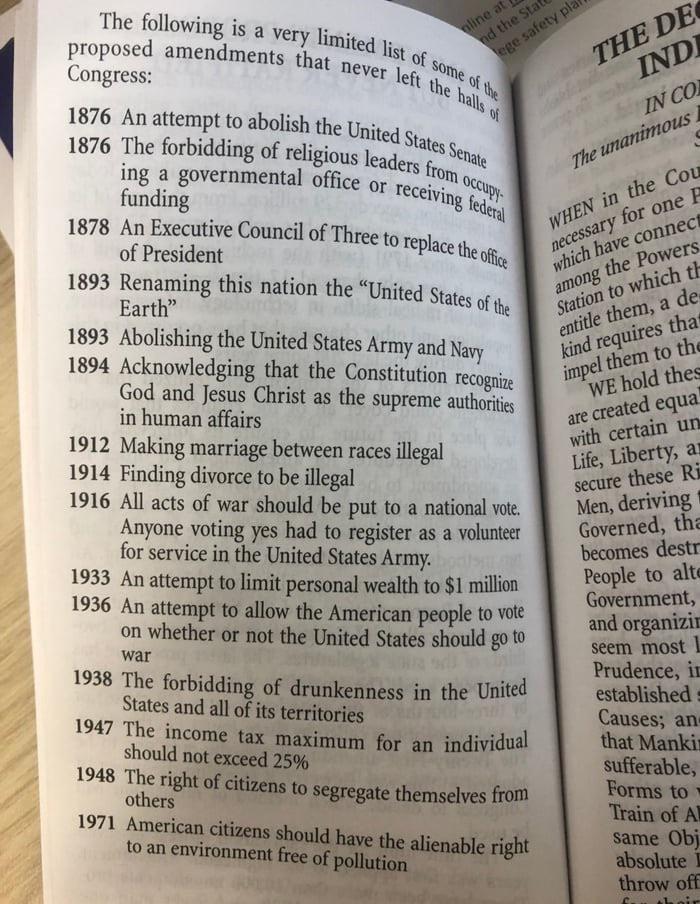 The following is a very limited list of some of the
proposed amendments that never left the halls of
Congress:
1876 An attempt to abolish the United States Senate
1876 The forbidding of religious leaders from occupy-
ing a governmental office or receiving federal
funding
1878 An Executive Council of Three to replace the office
of President
1893 Renaming this nation the “United States of the
Earth”
1893 Abolishing the United States Army and Navy
1894 Acknowledging that the Constitution recognize
God and Jesus Christ as the supreme authorities
in human affairs
1912 Making marriage between races illegal
1914 Finding divorce to be illegal
1916 All acts of war should be put to a national vote.
Anyone voting yes had to register as a volunteer
for service in the United States Army.
1933 An attempt to limit personal wealth to $1 million
1936 An attempt to allow the American people to vote
on whether or not the United States should go to
war
1938 The forbidding of drunkenness in the United
States and all of its territories
1947 The income tax maximum for an individual
should not exceed 25%
1948 The right of citizens to segregate themselves from
others
1971 American citizens should have the alienable right
to an environment free of pollution
nline at
nd the State
ege safety plan
THE DE
IND
IN CO
The unanimous
WHEN in the Cou
necessary for one
which have connect
among the Powers
Station to which th
entitle them, a de
kind requires tha
impel them to the
WE hold thes
are created equa
with certain un
Life, Liberty, a
secure these Ri
Men, deriving
Governed, tha
becomes destr
People to alte
Government,
and organizin
seem most l
Prudence, in
established
Causes; an
that Manki
sufferable,
Forms to
Train of A
same Obj
absolute
throw off